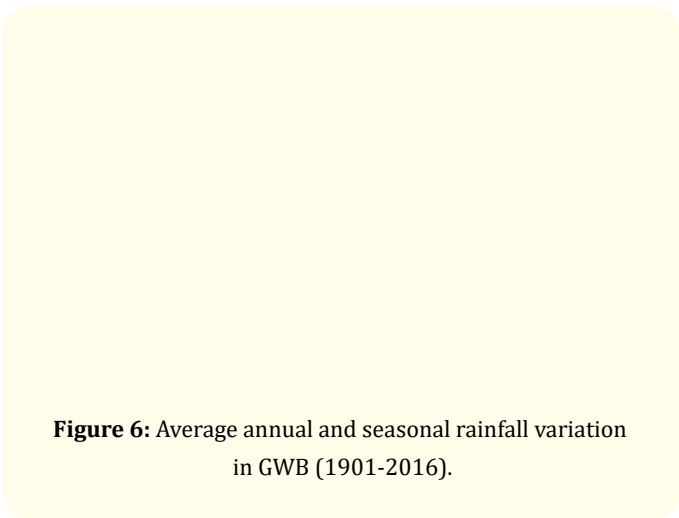 Figure 6: Average annual and seasonal rainfall variation
in GWB (1901-2016).